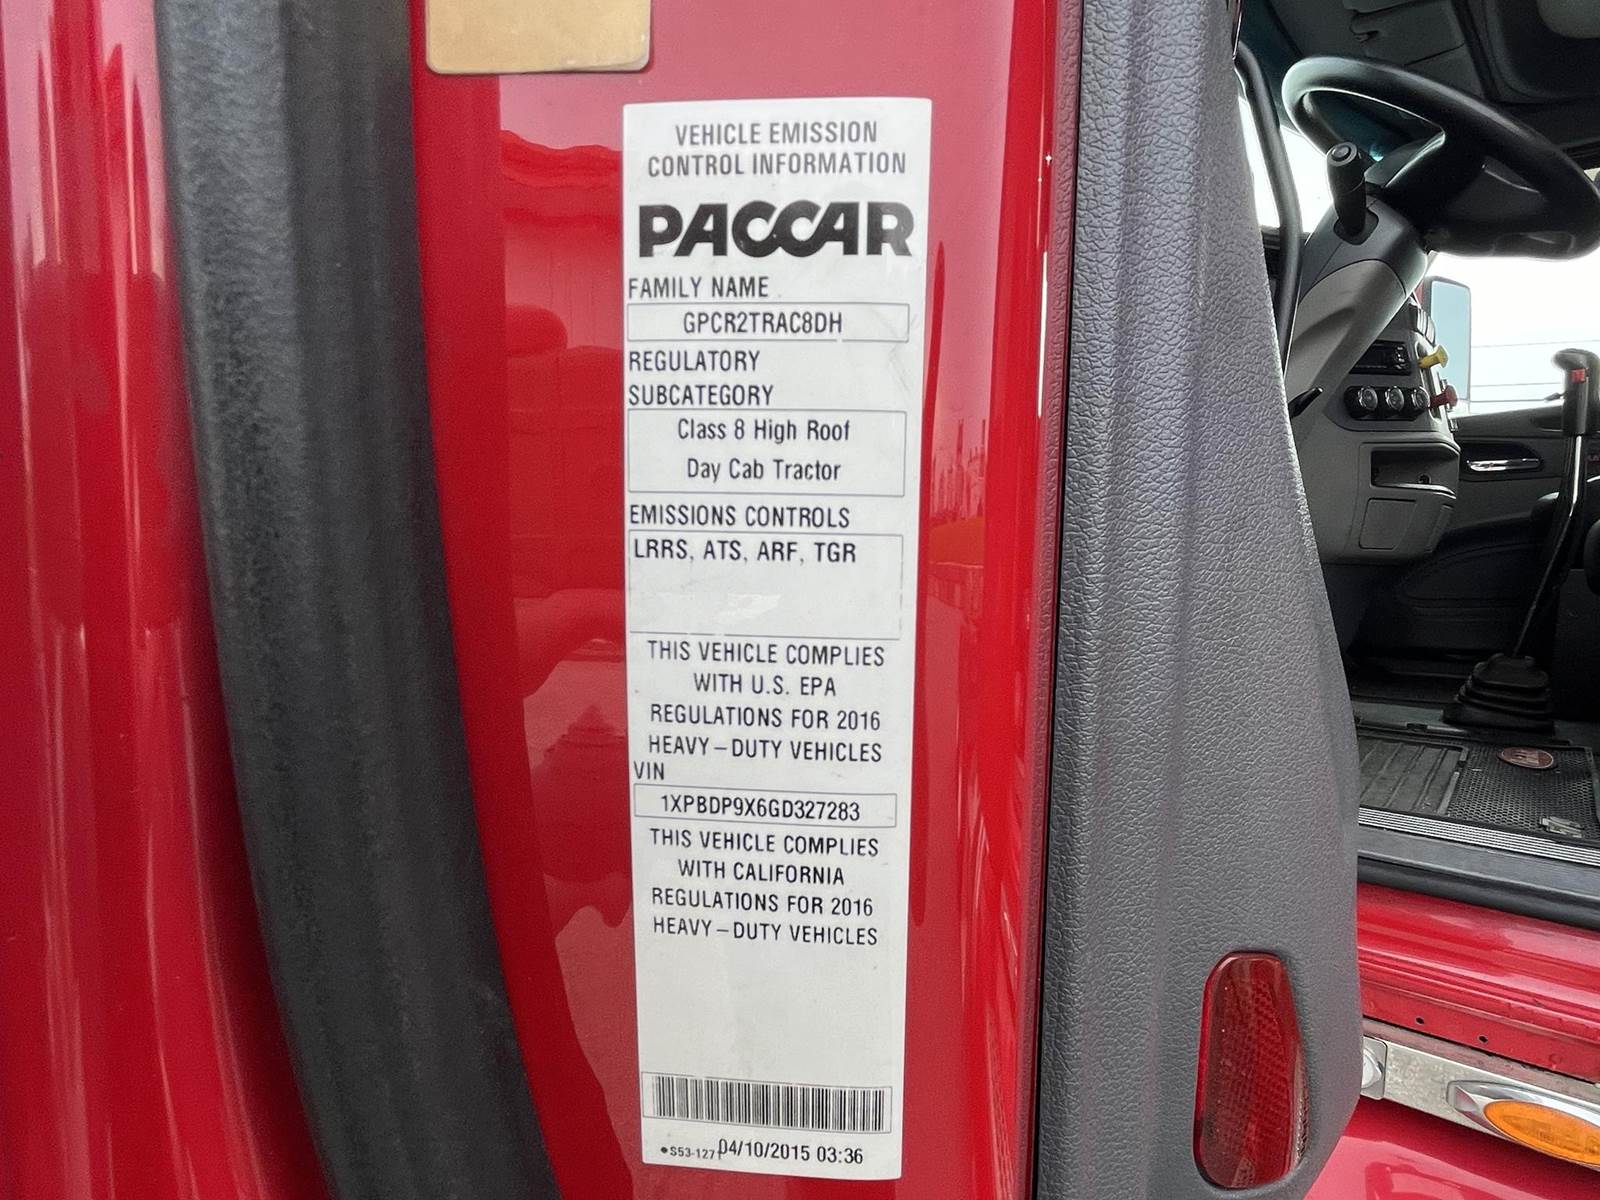 VEHICLE EMISSION
CONTROL INFORMATION
PACCAR
FAMILY NAME
GPCR2TRAC8DH
REGULATORY
SUBCATEGORY
Class 8 High Roof
Day Cab Tractor
EMISSIONS CONTROLS
LRRS, ATS, ARF, TGR
THIS VEHICLE COMPLIES
WITH U.S. EPA
REGULATIONS FOR 2016
HEAVY-DUTY VEHICLES
VIN
1XPBDP9X6GD327283
THIS VEHICLE COMPLIES
WITH CALIFORNIA
REGULATIONS FOR 2016
HEAVY-DUTY VEHICLES
•S53-1271 04/10/2015 03:36